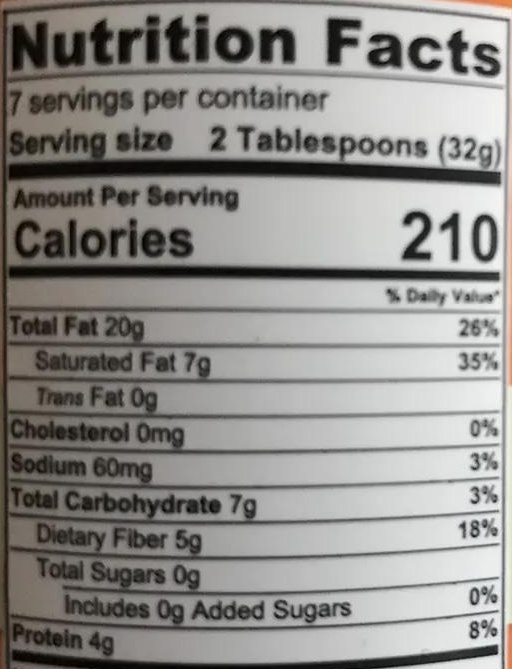 Nutrition Facts
7 servings per container
Serving size 2 Tablespoons (32g)
Amount Per Serving
Calories 210
% Daily Value*
Total Fat 20g 26%
Saturated Fat 7g 35%
Trans Fat 0g
Cholesterol 0mg 0%
Sodium 60mg 3%
Total Carbohydrate 7g 3%
Dietary Fiber 5g 18%
Total Sugars 0g
Includes 0g Added Sugars 0%
Protein 4g 8%